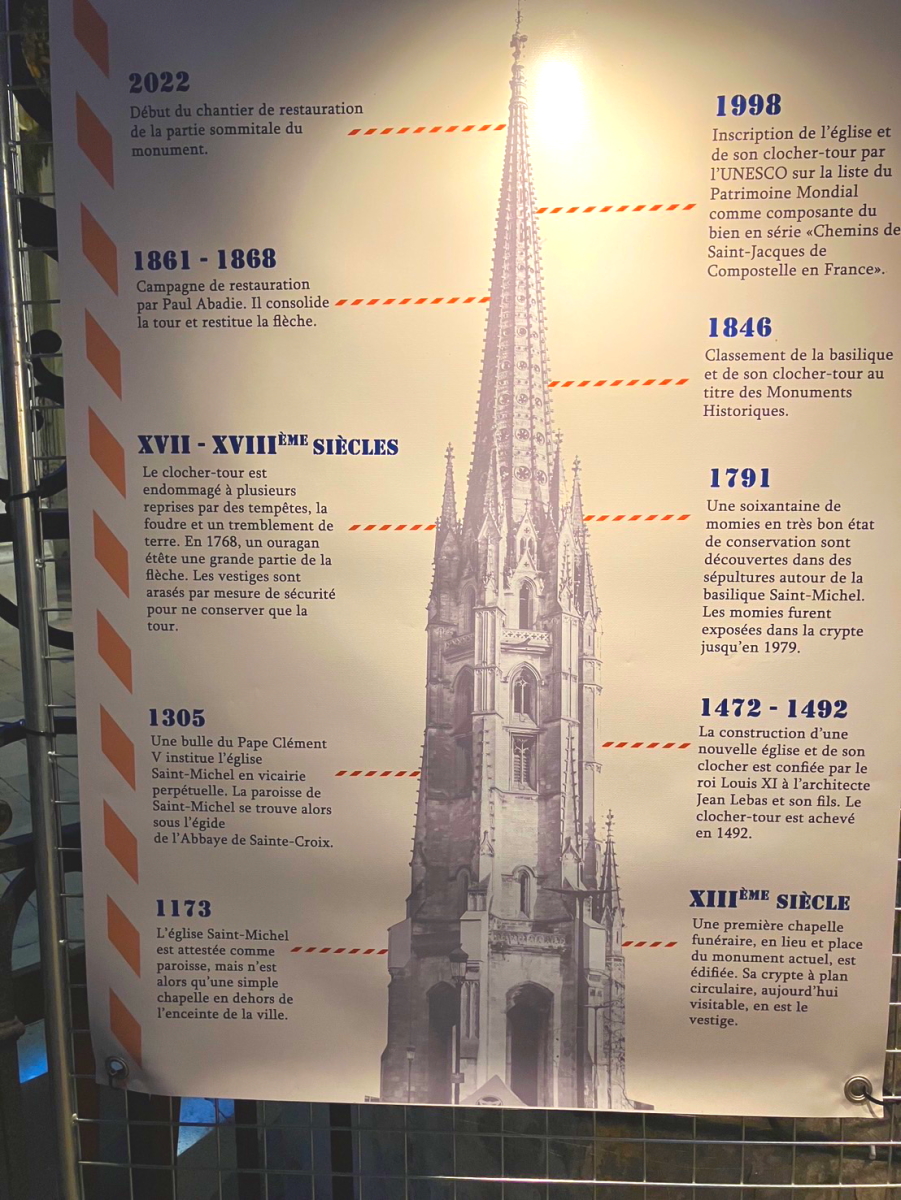 2022
Début du chantier de restauration
de la partie sommitale du
monument.
1861 - 1868
Campagne de restauration
par Paul Abadie. Il consolide
la tour et restitue la flèche.
XVII - XVIIIÈME SIÈCLES
Le clocher-tour est
endommagé à plusieurs
reprises par des tempêtes, la
foudre et un tremblement de
terre. En 1768, un ouragan
étête une grande partie de la
flèche. Les vestiges sont
arasés par mesure de sécurité
pour ne conserver que la
tour.
1305
Une bulle du Pape Clément
V institue l'église
Saint-Michel en vicairie
perpétuelle. La paroisse de
Saint-Michel se trouve alors
sous l'égide
de l'Abbaye de Sainte-Croix.
1173
L'église Saint-Michel
est attestée comme
paroisse, mais n'est
alors qu'une simple
chapelle en dehors de
l'enceinte de la ville.
1998
Inscription de l'église et
de son clocher-tour par
l'UNESCO sur la liste du
Patrimoine Mondial
comme composante du
bien en série «Chemins de
Saint-Jacques de
Compostelle en France».
1846
Classement de la basilique
et de son clocher-tour au
titre des Monuments
Historiques.
1791
Une soixantaine de
momies en très bon état
de conservation sont
découvertes dans des
sépultures autour de la
basilique Saint-Michel.
Les momies furent
exposées dans la crypte
jusqu'en 1979.
1472 - 1492
La construction d'une
nouvelle église et de son
clocher est confiée par le
roi Louis XI à l'architecte
Jean Lebas et son fils. Le
clocher-tour est achevé
en 1492.
XIIIÈME SIÈCLE
Une première chapelle
funéraire, en lieu et place
du monument actuel, est
édifiée. Sa crypte à plan
circulaire, aujourd'hui
visitable, en est le
vestige.